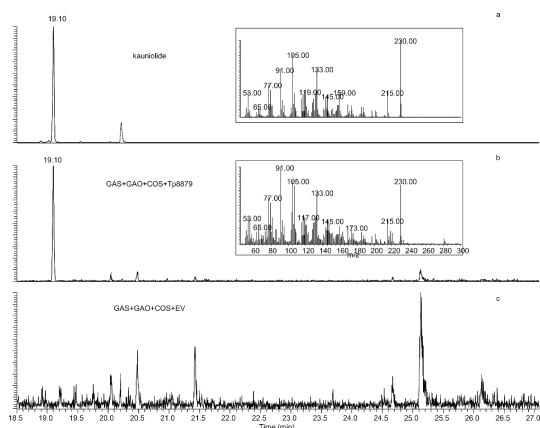 19.10
a
kauniolide
230.00
105.00
91.00
133.00
77.00
53.00
119.00
159.00
145.00
215.00
65.00
19.10
b
GAS+GAO+COS+Tp8879
91.00
230.00
105.00
77.00
133.00
53.00
117.00
145.00
215.00
65.00
173.00
60 80 100 120 140 160 180 200 220 240 260 280 300
m/z
c
GAS+GAO+COS+EV
18.5 19.0 19.5 20.0 20.5 21.0 21.5 22.0 22.5 23.0 23.5 24.0 24.5 25.0 25.5 26.0 26.5 27.0
Time (min)